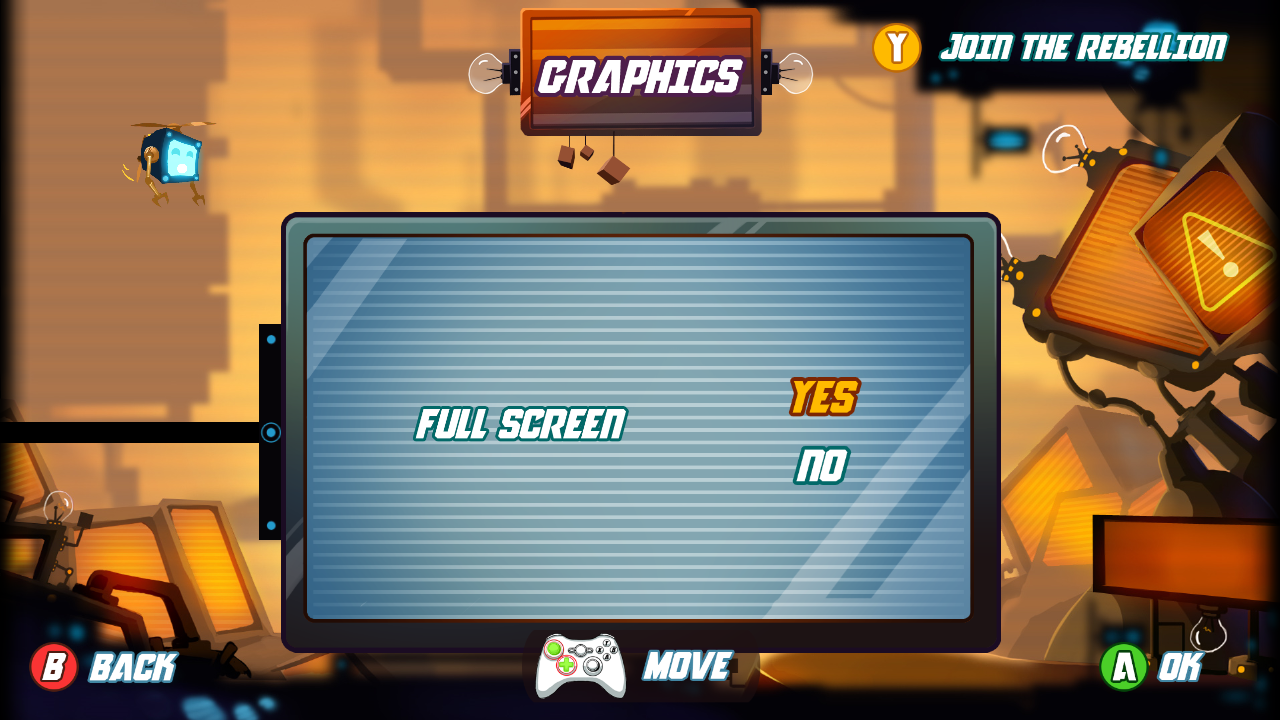 GRAPHICS
Y JOIN THE REBELLION
FULL SCREEN
YES
NO
B BACK
MOVE
A OK